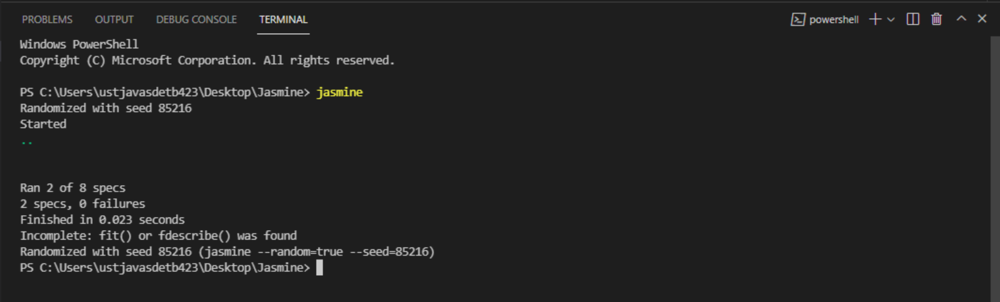 PROBLEMS OUTPUT DEBUG CONSOLE TERMINAL powershell
Windows PowerShell
Copyright (C) Microsoft Corporation. All rights reserved.
PS C:\Users\ustjavasdetb423\Desktop\Jasmine> jasmine
Randomized with seed 85216
Started
..
Ran 2 of 8 specs
2 specs, 0 failures
Finished in 0.023 seconds
Incomplete: fit() or fdescribe() was found
Randomized with seed 85216 (jasmine --random=true --seed=85216)
PS C:\Users\ustjavasdetb423\Desktop\Jasmine>